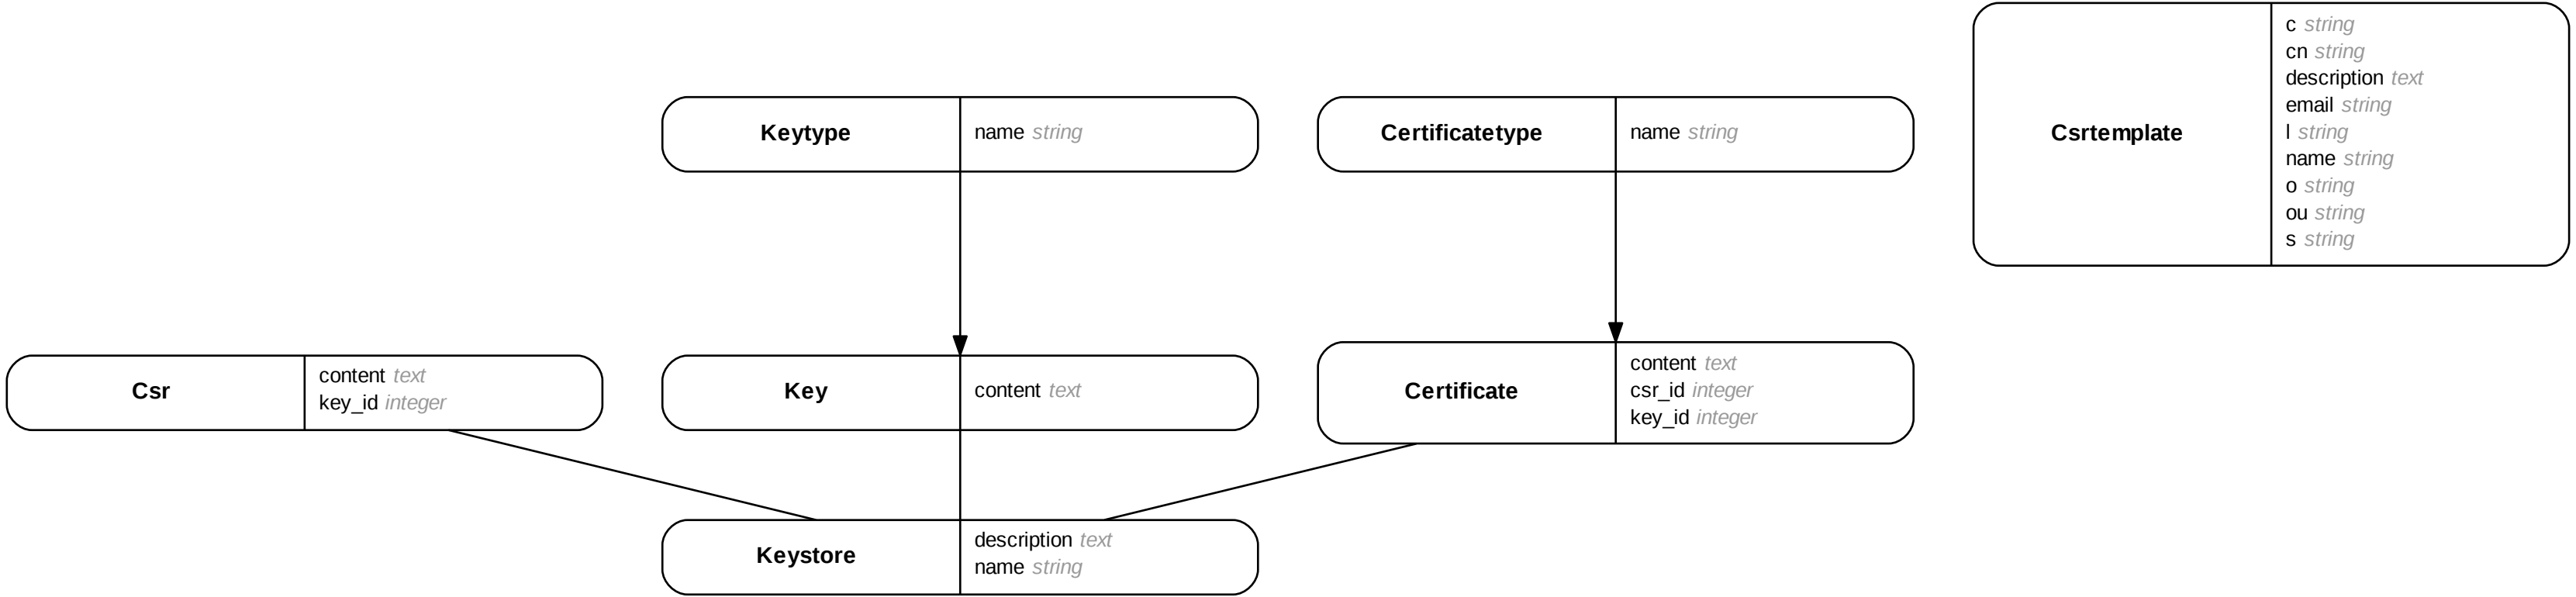 Keytype
name string
Certificatetype
name string
Csrtemplate
c string
cn string
description text
email string
l string
name string
o string
ou string
s string
Csr
content text
key_id integer
Key
content text
Certificate
content text
csr_id integer
key_id integer
Keystore
description text
name string